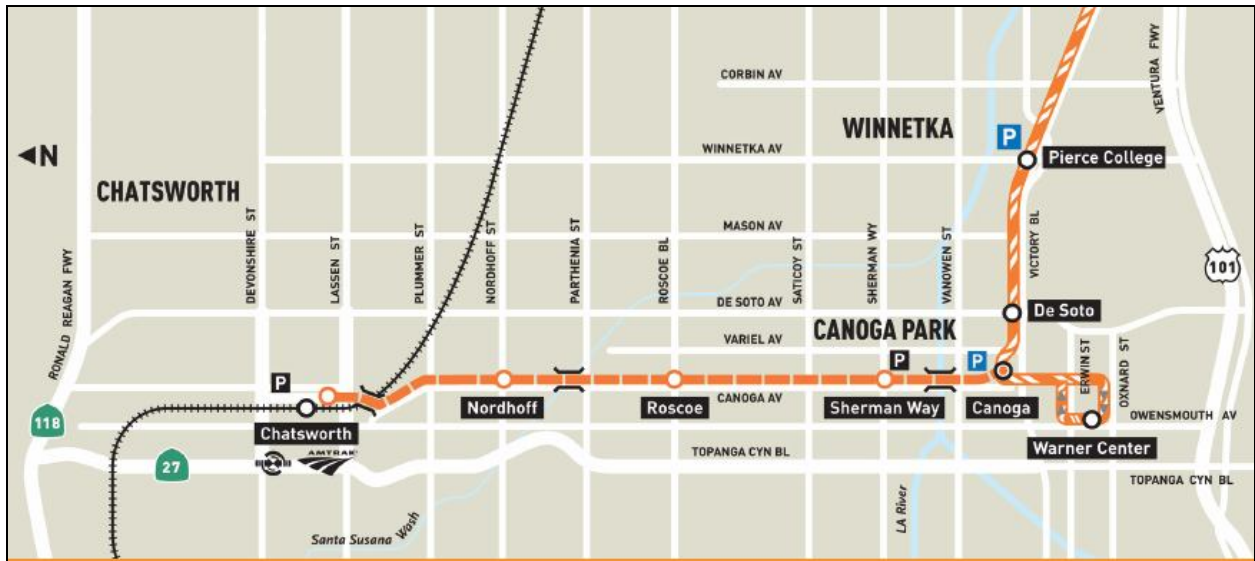 CORBIN AV
VENTURA FWY
WINNETKA
P
Pierce College
WINNETKA AV
N
CHATSWORTH
DEVONSHIRE ST
LASSEN ST
PLUMMER ST
NORDHOFF ST
PARTHENIA ST
ROSCOE BL
SATICOY ST
SHERMAN WY
VANOWEN ST
VICTORY BL
MASON AV
101
RONALD REAGAN FWY
DE SOTO AV
De Soto
CANOGA PARK
VARIEL AV
P
P
P
ERWIN ST
OXNARD ST
Nordhoff
Roscoe
CANOGA AV
Sherman Way
Canoga
OWENSMOUTH AV
118
Chatsworth
Warner Center
27
AMTRAK
TOPANGA CYN BL
TOPANGA CYN BL
Santa Susana Wash
LA River